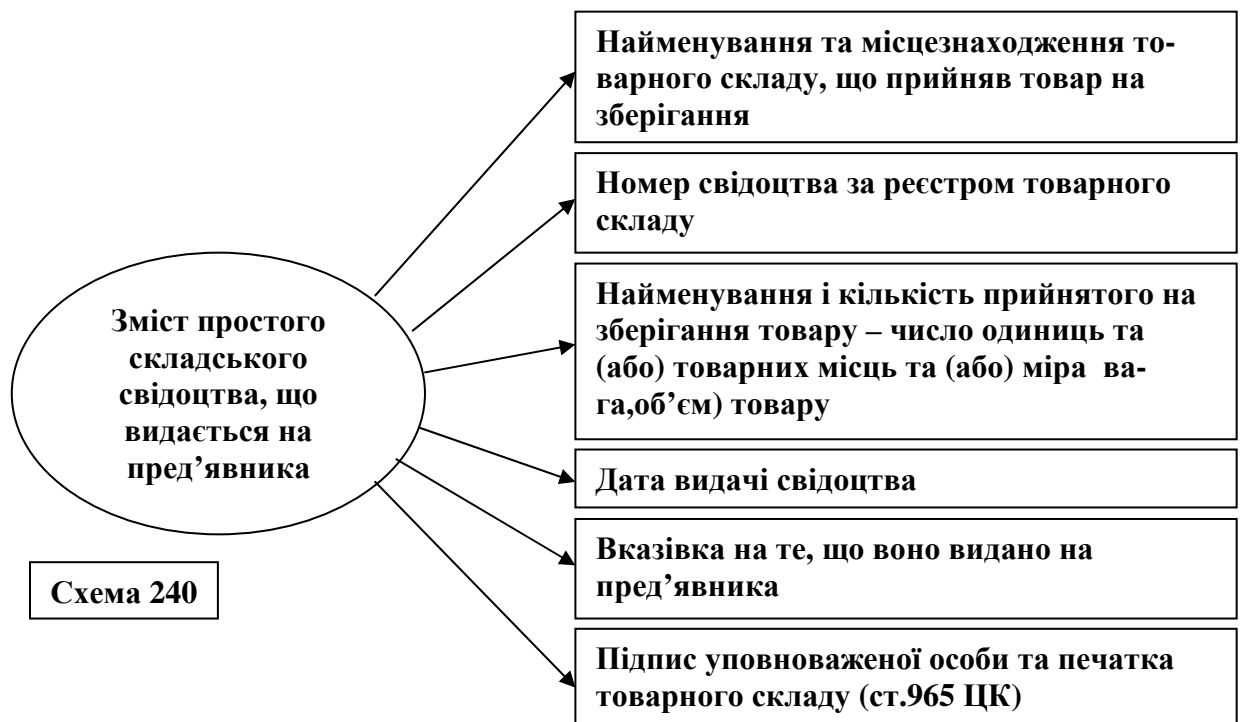 Найменування та місцезнаходження то-
варного складу, що прийняв товар на
зберігання
Номер свідоцтва за реєстром товарного
складу
Найменування і кількість прийнятого на
зберігання товару – число одиниць та
(або) товарних місць та (або) міра  ва-
га,об’єм) товару
Дата видачі свідоцтва
Вказівка на те, що воно видано на
пред’явника
Підпис уповноваженої особи та печатка
товарного складу (ст.965 ЦК)
Зміст простого
складського
свідоцтва, що
видається на
пред’явника
Схема 240